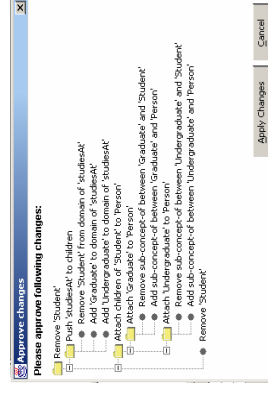 Approve changes
Please approve following changes:
Remove 'Student'
Push 'studiesAt' to children
Remove 'Student' from domain of 'studiesAt'
Add 'Graduate' to domain of 'studiesAt'
Add 'Undergraduate' to domain of 'studiesAt'
Attach children of 'Student' to 'Person'
Attach 'Graduate' to 'Person'
Remove sub-concept-of between 'Graduate' and 'Student'
Add sub-concept-of between 'Graduate' and 'Person'
Attach 'Undergraduate' to 'Person'
Remove sub-concept-of between 'Undergraduate' and 'Student'
Add sub-concept-of between 'Undergraduate' and 'Person'
Remove 'Student'
Apply Changes
Cancel